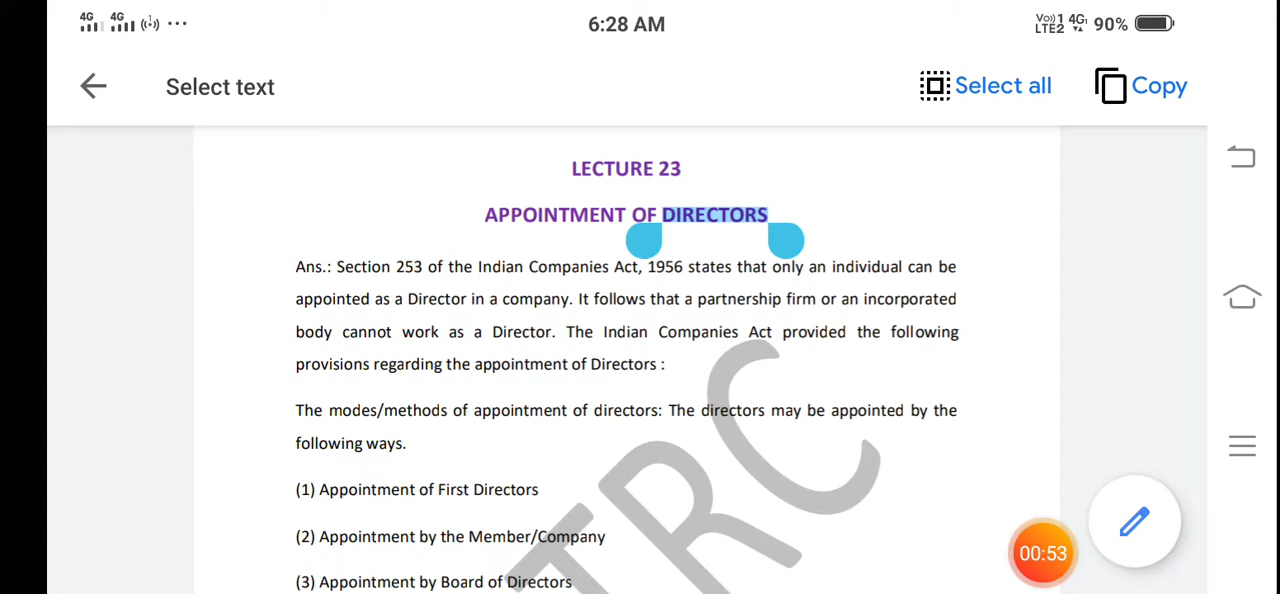 4G 4G 6:28 AM Vo)) 1 4G 90%
LTE2
Select text Select all Copy
LECTURE 23
APPOINTMENT OF DIRECTORS
Ans.: Section 253 of the Indian Companies Act, 1956 states that only an individual can be
appointed as a Director in a company. It follows that a partnership firm or an incorporated
body cannot work as a Director. The Indian Companies Act provided the following
provisions regarding the appointment of Directors :
The modes/methods of appointment of directors: The directors may be appointed by the
following ways.
(1) Appointment of First Directors
(2) Appointment by the Member/Company
00:53
(3) Appointment by Board of Directors
TRC